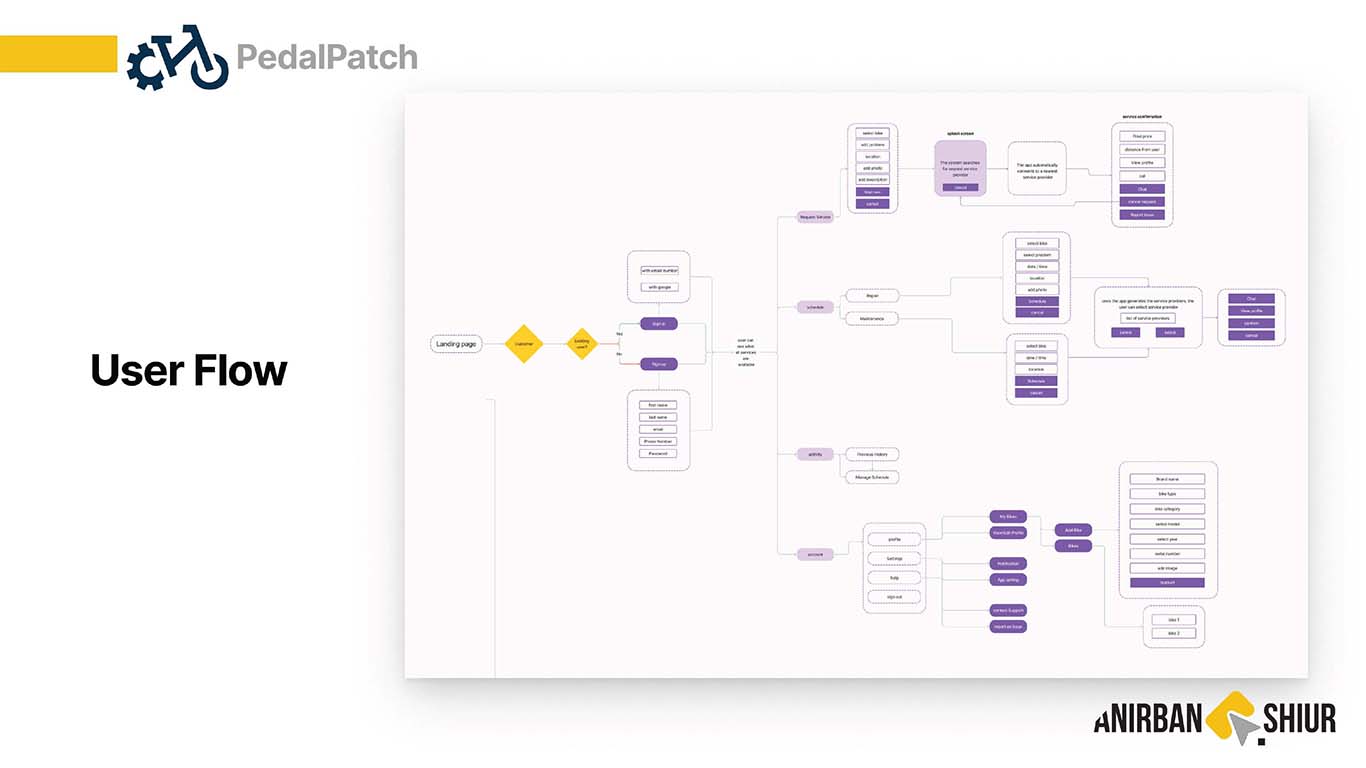 PedalPatch
User Flow
Landing page
customer
Existing
user?
Yes
No
with email number
with google
Sign in
Sign up
First name
last name
email
Phone Number
Password
user can
see what
of services
are
available
Request Service
select bike
add problems
location
add photo
add description
cancel
splash screen
The system searches
for nearest service
provider
cancel
The app automatically
connects to a nearest
service provider
service confirmation
Fixed price
distance from user
View profile
call
Chat
cancel request
Report Issue
schedule
Repair
Maintenance
select bike
select problem
date / time
location
add photo
Schedule
cancel
select bike
date / time
location
Schedule
cancel
once the app generates the service providers, the
user can select service provider
list of service providers
cancel
select
Chat
View profile
cancel
activity
Previous History
Manage Schedule
account
profile
Settings
help
sign out
My Bikes
View/Edit Profile
Notification
App setting
contact Support
report an issue
Add Bike
Bikes
Brand name
bike type
bike category
select model
select year
serial number
add image
submit
bike 1
bike 2
ANIRBAN SHIUR